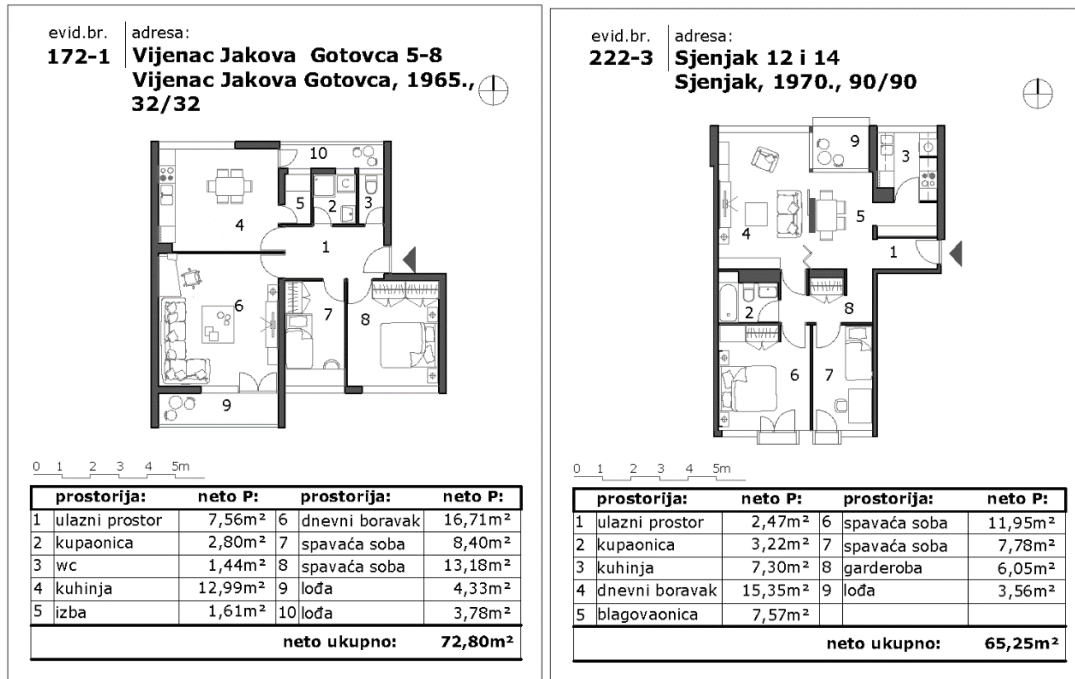 evid.br. adresa:
172-1 Vijenac Jakova Gotovca 5-8
Vijenac Jakova Gotovca, 1965.,
32/32
10
5
2
3
4
1
6
7
8
9
0 1 2 3 4 5m
prostorija: neto P: prostorija: neto P:
1 ulazni prostor 7,56m² 6 dnevni boravak 16,71m²
2 kupaonica 2,80m² 7 spavaća soba 8,40m²
3 wc 1,44m² 8 spavaća soba 13,18m²
4 kuhinja 12,99m² 9 lođa 4,33m²
5 izba 1,61m² 10 lođa 3,78m²
neto ukupno: 72,80m²
evid.br. adresa:
222-3 Sjenjak 12 i 14
Sjenjak, 1970., 90/90
9
3
5
4
1
2
8
6
7
0 1 2 3 4 5m
prostorija: neto P: prostorija: neto P:
1 ulazni prostor 2,47m² 6 spavaća soba 11,95m²
2 kupaonica 3,22m² 7 spavaća soba 7,78m²
3 kuhinja 7,30m² 8 garderoba 6,05m²
4 dnevni boravak 15,35m² 9 lođa 3,56m²
5 blagovaonica 7,57m²
neto ukupno: 65,25m²